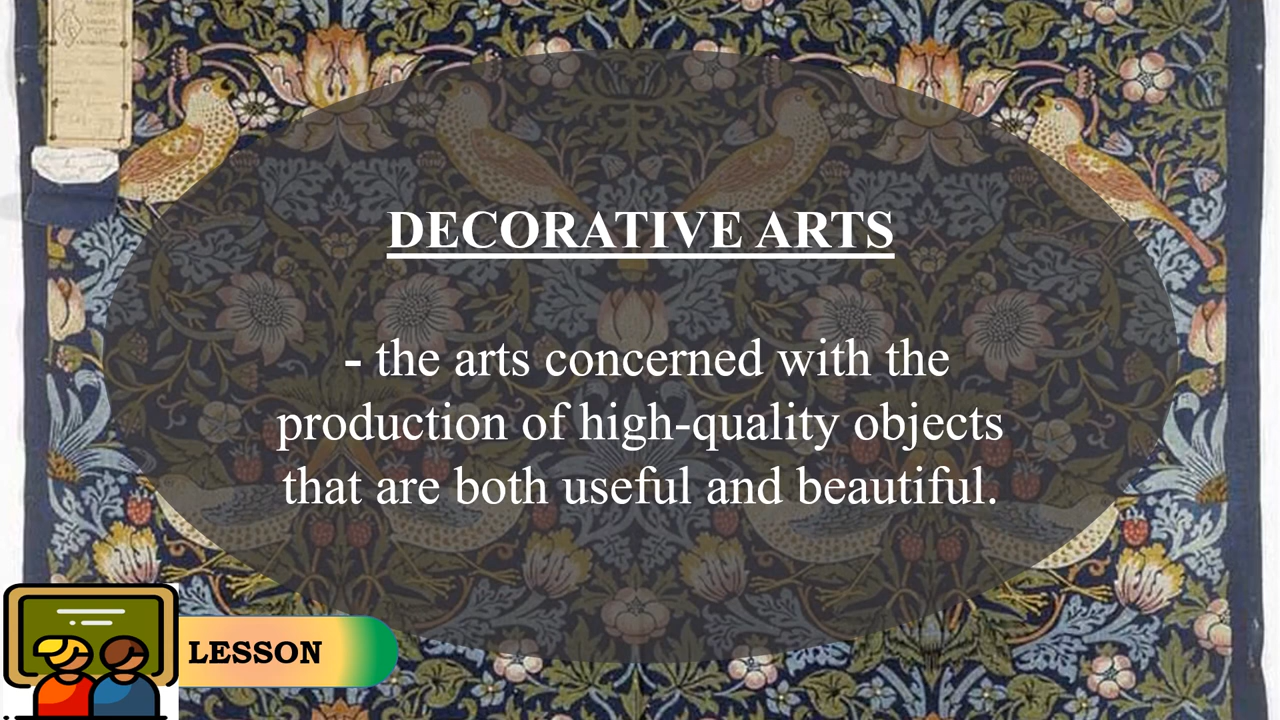 DECORATIVE ARTS
- the arts concerned with the
production of high-quality objects
that are both useful and beautiful.
LESSON